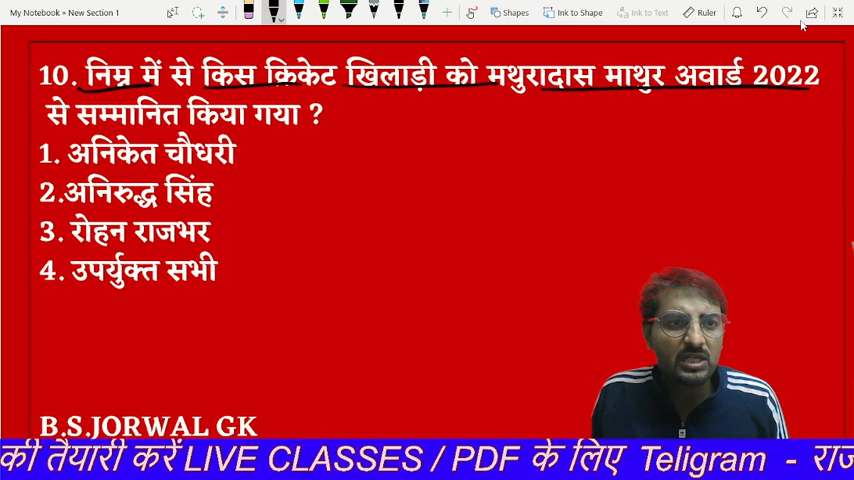 My Notebook » New Section 1
Shapes
Ink to Shape
Ink to Text
Ruler
10. निम्न में से किस क्रिकेट खिलाड़ी को मथुरादास माथुर अवार्ड 2022
से सम्मानित किया गया ?
1. अनिकेत चौधरी
2.अनिरुद्ध सिंह
3. रोहन राजभर
4. उपर्युक्त सभी
B.S.JORWAL GK
की तैयारी करें LIVE CLASSES / PDF के लिए Teligram - राज